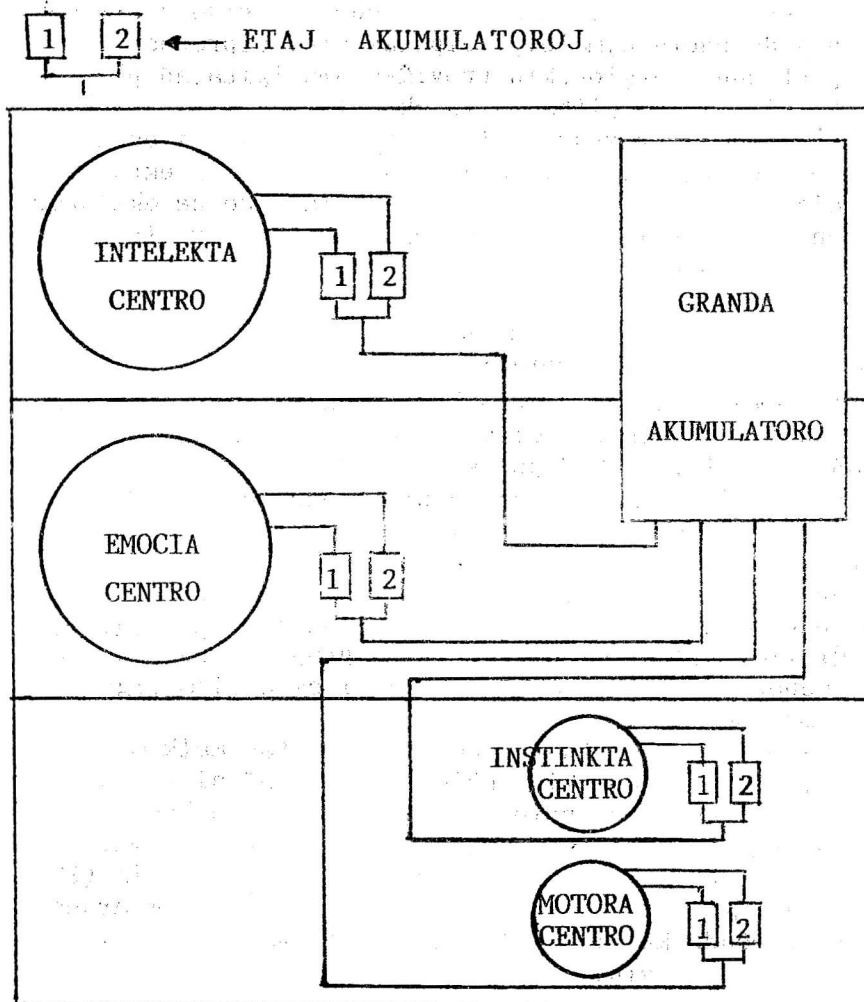 1 2 ← ETAJ AKUMULATOROJ
INTELEKTA
CENTRO
1 2
GRANDA
AKUMULATORO
EMOCIA
CENTRO
1 2
INSTINKTA
CENTRO
1 2
MOTORA
CENTRO
1 2